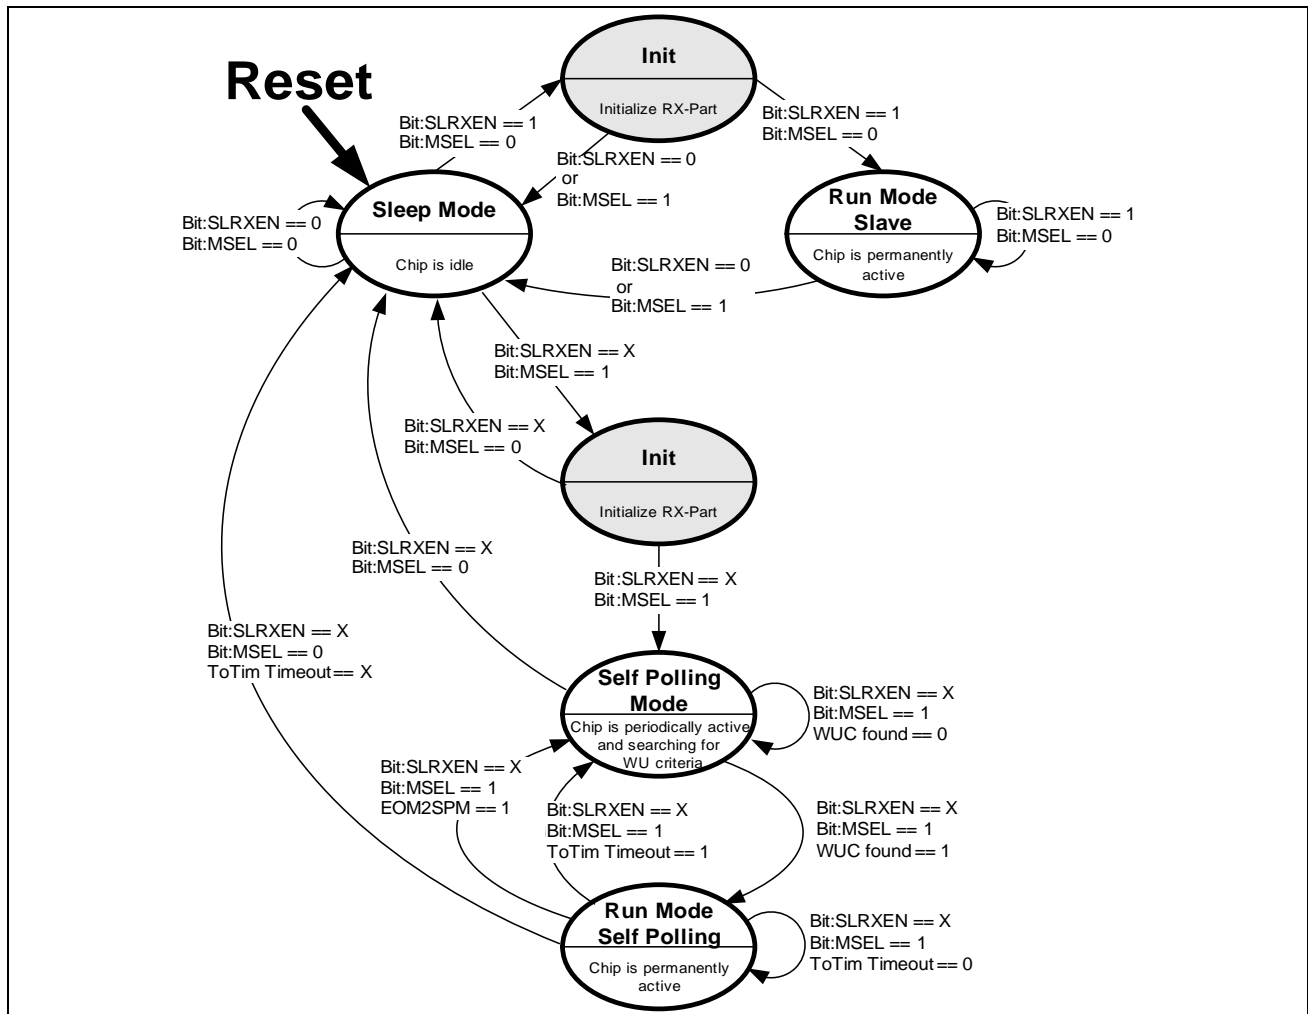 Init
Initialize RX-Part
Reset
Bit:SLRXEN == 1
Bit:MSEL == 0
Bit:SLRXEN == 1
Bit:MSEL == 0
Bit:SLRXEN == 0
or
Bit:MSEL == 1
Sleep Mode
Chip is idle
Bit:SLRXEN == 0
Bit:MSEL == 0
Run Mode
Slave
Chip is permanently
active
Bit:SLRXEN == 1
Bit:MSEL == 0
Bit:SLRXEN == 0
or
Bit:MSEL == 1
Bit:SLRXEN == X
Bit:MSEL == 1
Bit:SLRXEN == X
Bit:MSEL == 0
Init
Initialize RX-Part
Bit:SLRXEN == X
Bit:MSEL == 0
Bit:SLRXEN == X
Bit:MSEL == 1
Bit:SLRXEN == X
Bit:MSEL == 0
ToTim Timeout == X
Self Polling
Mode
Chip is periodically active
and searching for
WU criteria
Bit:SLRXEN == X
Bit:MSEL == 1
WUC found == 0
Bit:SLRXEN == X
Bit:MSEL == 1
EOM2SPM == 1
Bit:SLRXEN == X
Bit:MSEL == 1
ToTim Timeout == 1
Bit:SLRXEN == X
Bit:MSEL == 1
WUC found == 1
Run Mode
Self Polling
Chip is permanently
active
Bit:SLRXEN == X
Bit:MSEL == 1
ToTim Timeout == 0